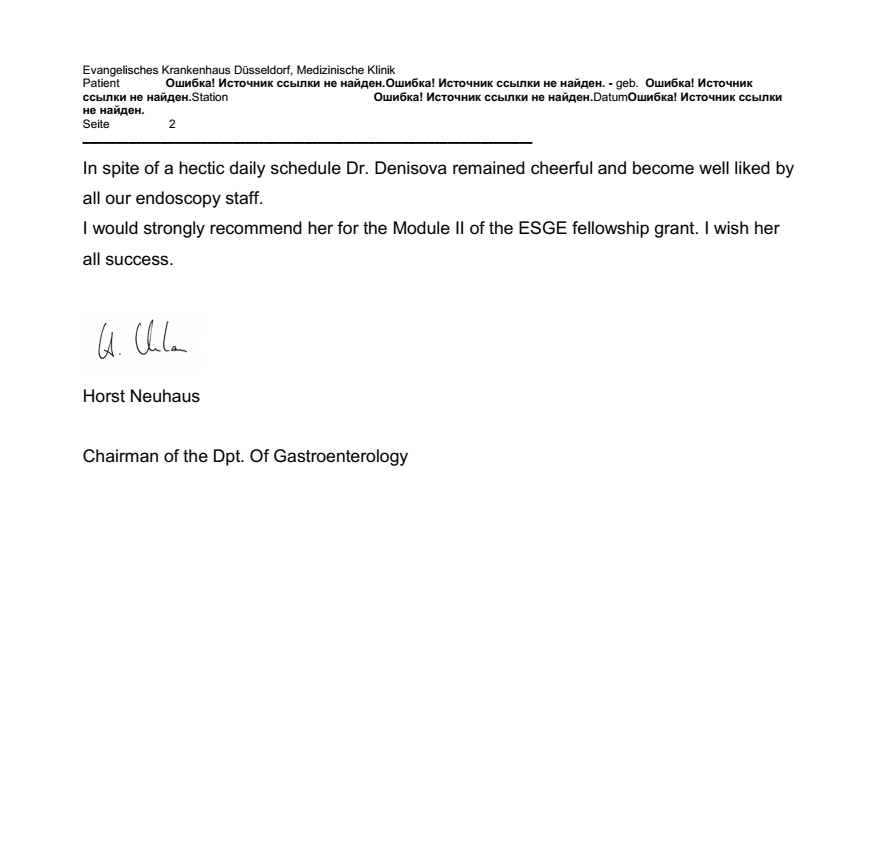 Evangelisches Krankenhaus Düsseldorf, Medizinische Klinik
Patient Ошибка! Источник ссылки не найден.Ошибка! Источник ссылки не найден. - geb. Ошибка! Источник
ссылки не найден.Station Ошибка! Источник ссылки не найден.DatumОшибка! Источник ссылки
не найден.
Seite 2
In spite of a hectic daily schedule Dr. Denisova remained cheerful and become well liked by
all our endoscopy staff.
I would strongly recommend her for the Module II of the ESGE fellowship grant. I wish her
all success.
Horst Neuhaus
Chairman of the Dpt. Of Gastroenterology